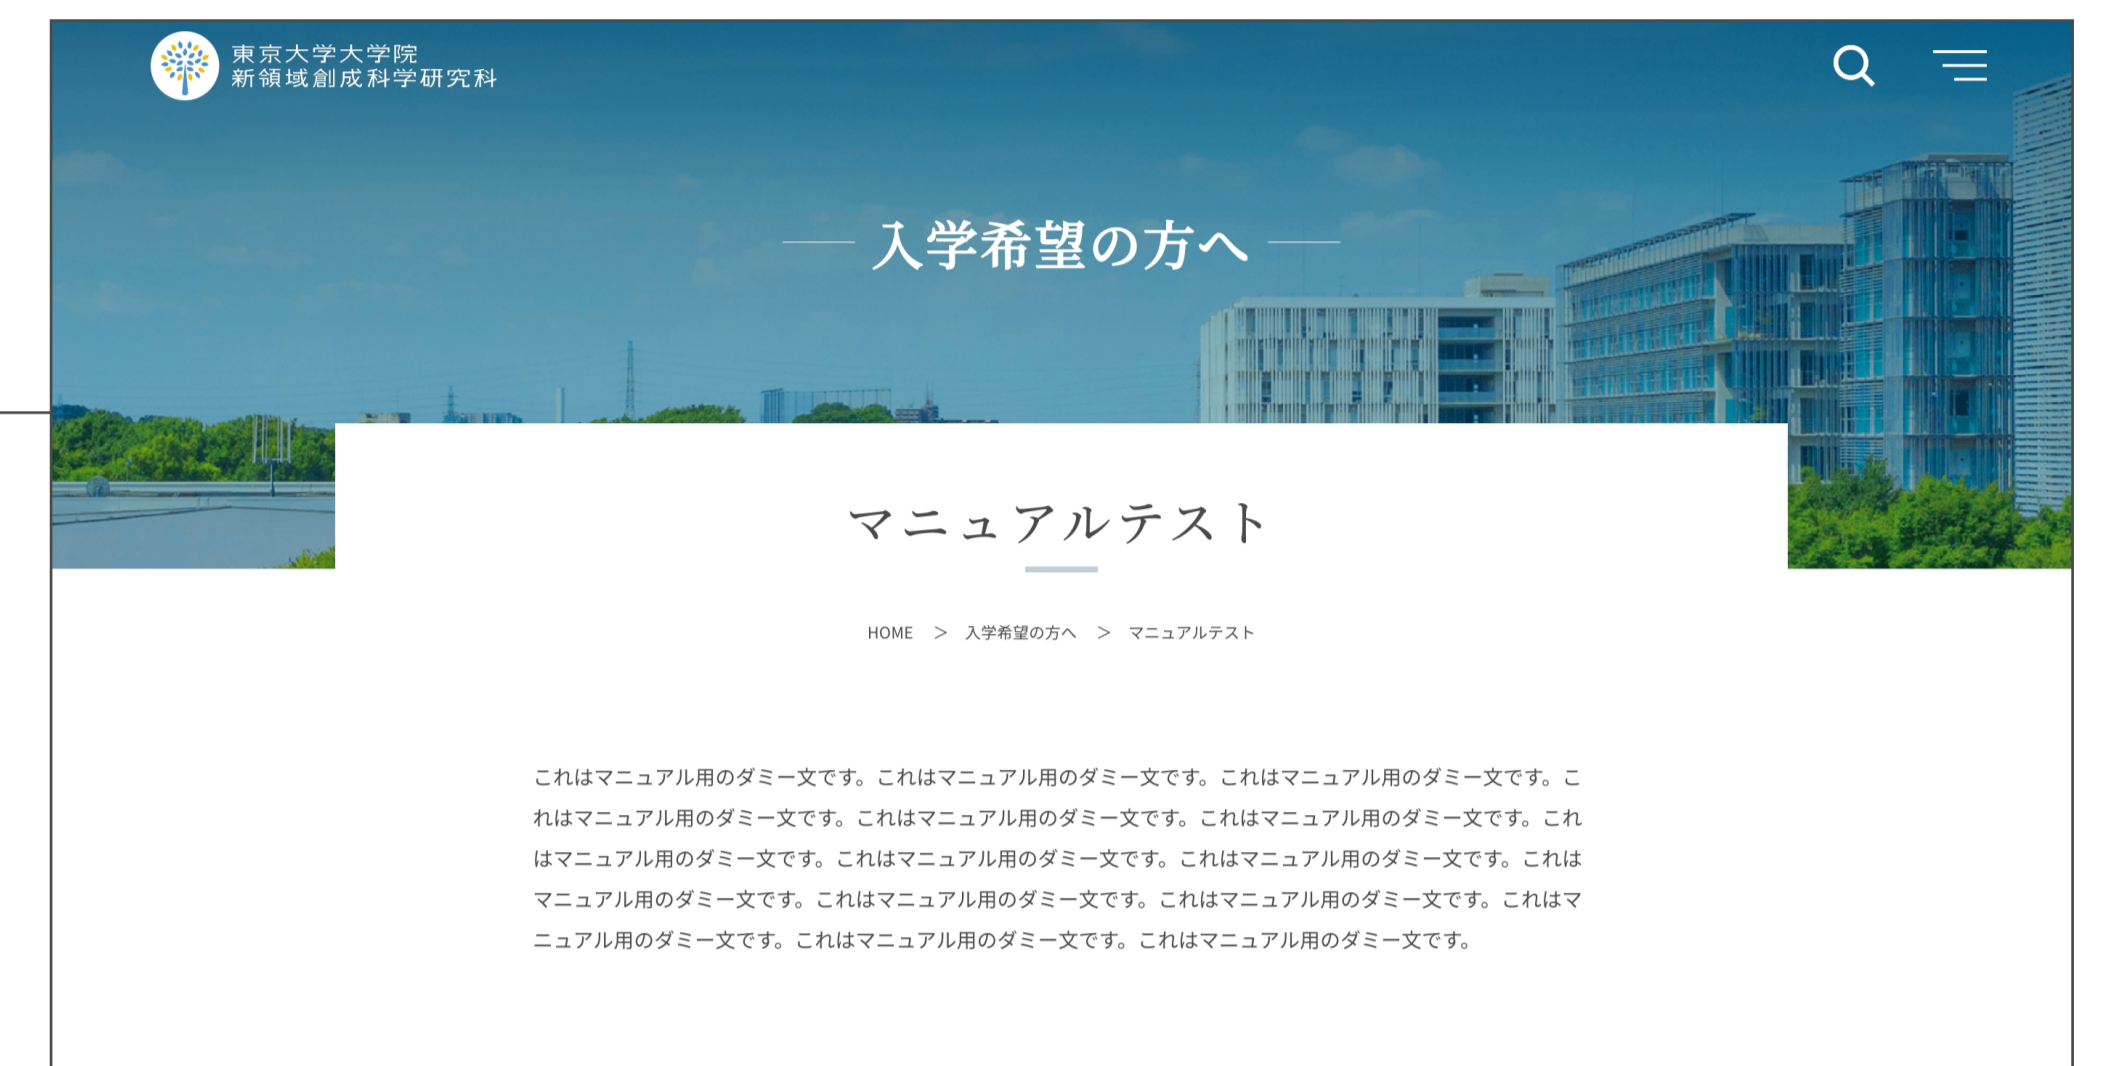 東京大学大学院
新領域創成科学研究科
入学希望の方へ
マニュアルテスト
HOME > 入学希望の方へ > マニュアルテスト
これはマニュアル用のダミー文です。これはマニュアル用のダミー文です。これはマニュアル用のダミー文です。こ
れはマニュアル用のダミー文です。これはマニュアル用のダミー文です。これはマニュアル用のダミー文です。これ
はマニュアル用のダミー文です。これはマニュアル用のダミー文です。これはマニュアル用のダミー文です。これは
マニュアル用のダミー文です。これはマニュアル用のダミー文です。これはマニュアル用のダミー文です。これはマ
ニュアル用のダミー文です。これはマニュアル用のダミー文です。これはマニュアル用のダミー文です。